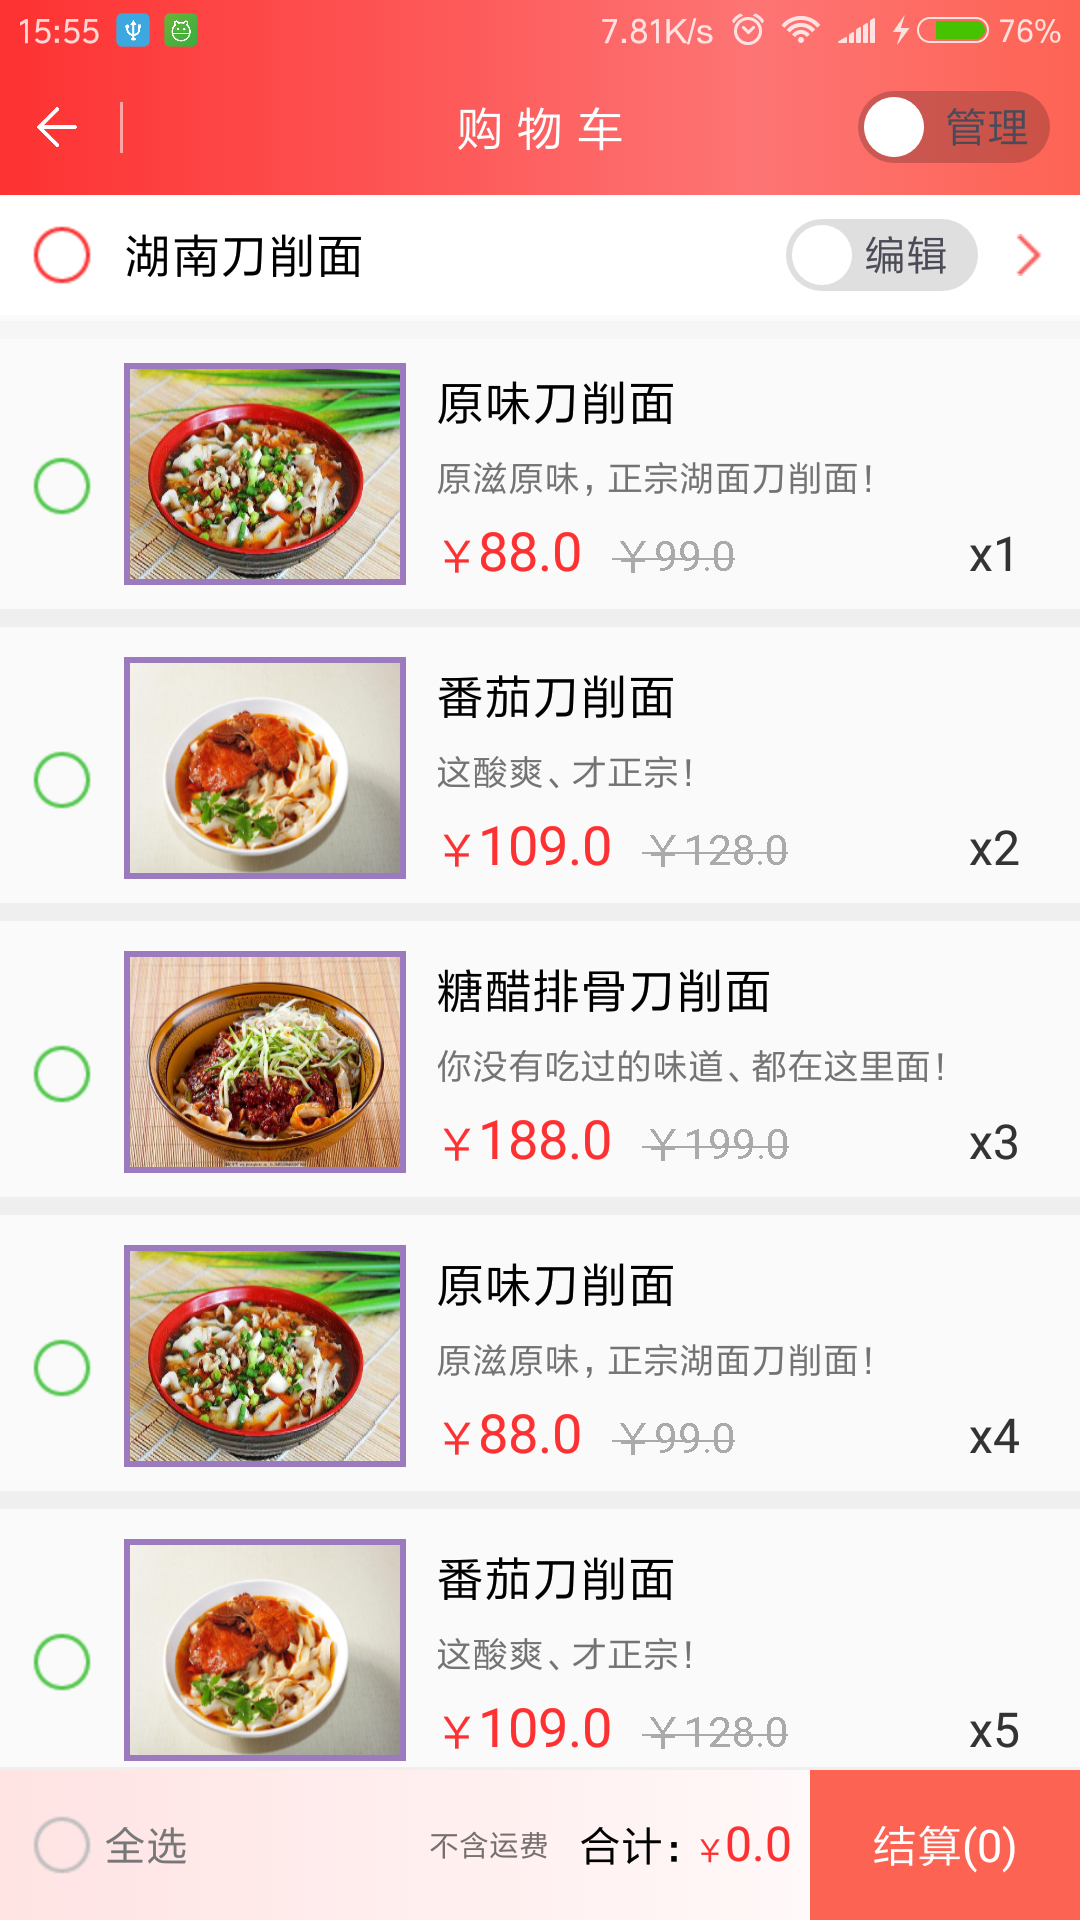 15:55 7.81K/s 76%
购物车 管理
湖南刀削面 编辑
原味刀削面
原滋原味，正宗湖面刀削面！
￥88.0 ￥99.0 x1
番茄刀削面
这酸爽、才正宗！
￥109.0 ￥128.0 x2
糖醋排骨刀削面
你没有吃过的味道、都在这里面！
￥188.0 ￥199.0 x3
原味刀削面
原滋原味，正宗湖面刀削面！
￥88.0 ￥99.0 x4
番茄刀削面
这酸爽、才正宗！
￥109.0 ￥128.0 x5
全选 不含运费 合计：￥0.0 结算(0)